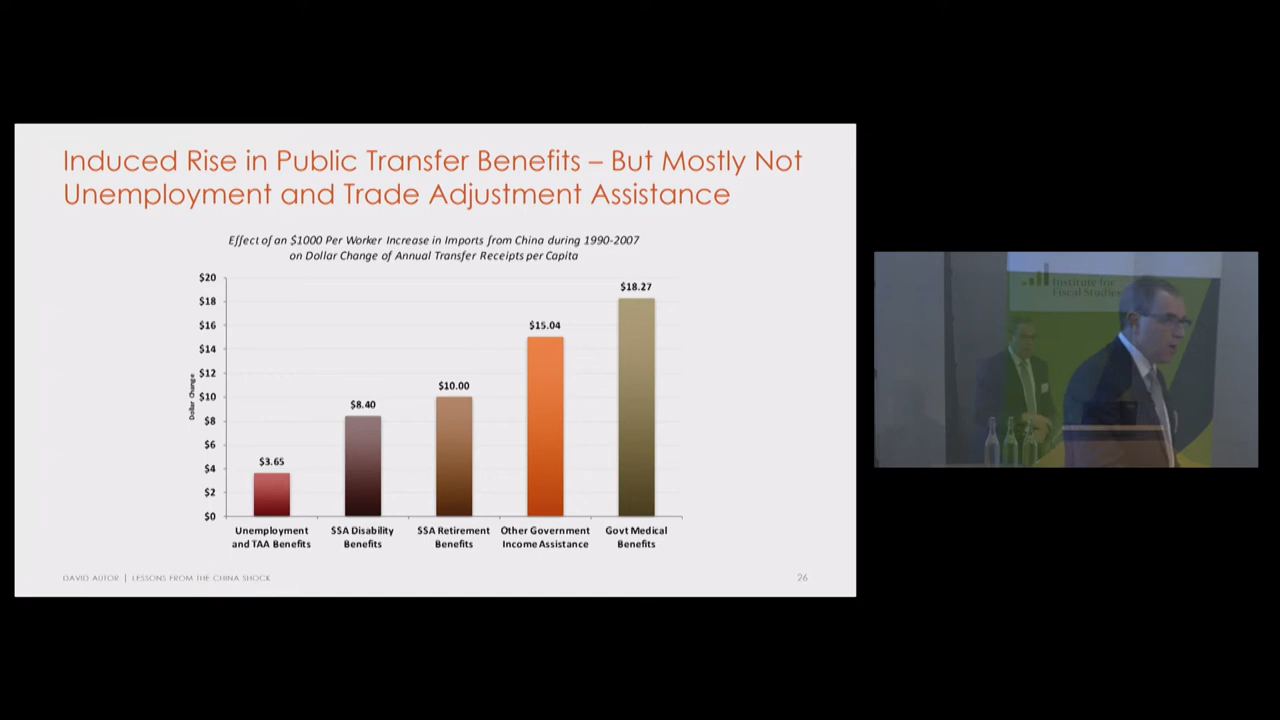 Induced Rise in Public Transfer Benefits – But Mostly Not
Unemployment and Trade Adjustment Assistance
Effect of an $1000 Per Worker Increase in Imports from China during 1990-2007
on Dollar Change of Annual Transfer Receipts per Capita
Dollar Change
$20
$18
$16
$14
$12
$10
$8
$6
$4
$2
$0
$3.65
$8.40
$10.00
$15.04
$18.27
Unemployment
and TAA Benefits
SSA Disability
Benefits
SSA Retirement
Benefits
Other Government
Income Assistance
Govt Medical
Benefits
DAVID AUTOR | LESSONS FROM THE CHINA SHOCK
26
Institute for
Fiscal Studies